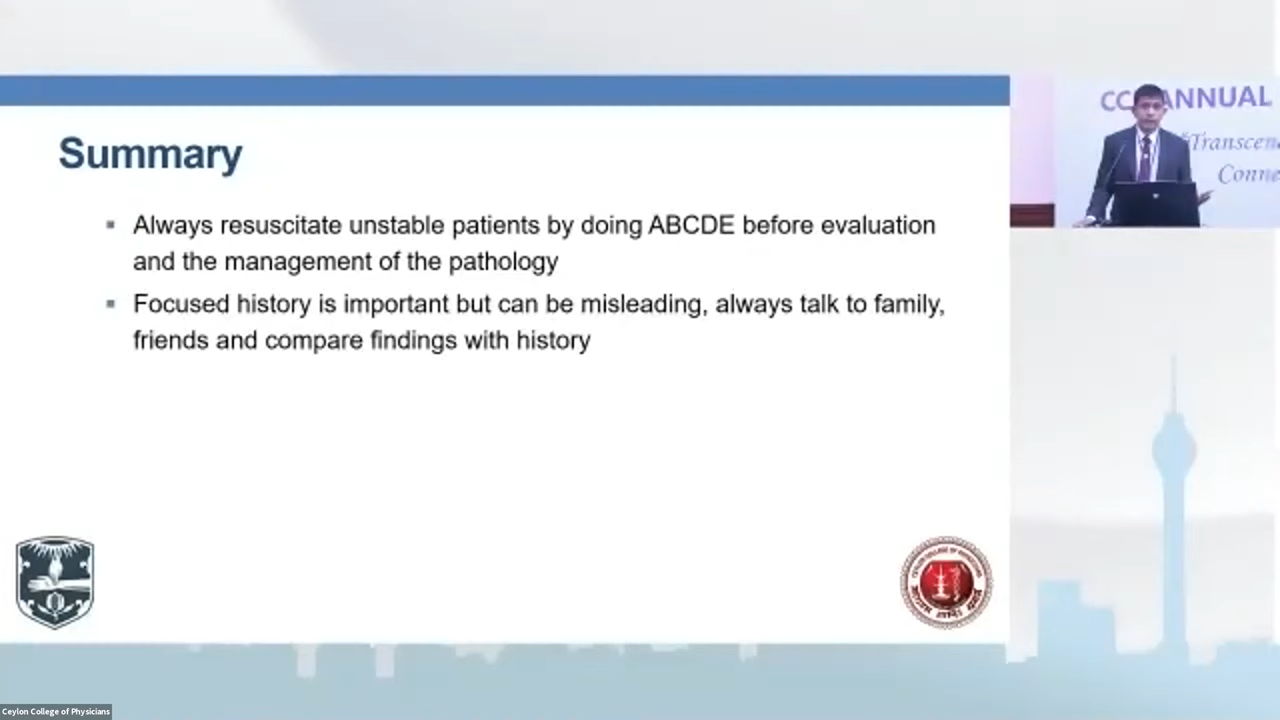 Summary
Always resuscitate unstable patients by doing ABCDE before evaluation
and the management of the pathology
Focused history is important but can be misleading, always talk to family,
friends and compare findings with history
ANNUAL
Ceylon College of Physicians